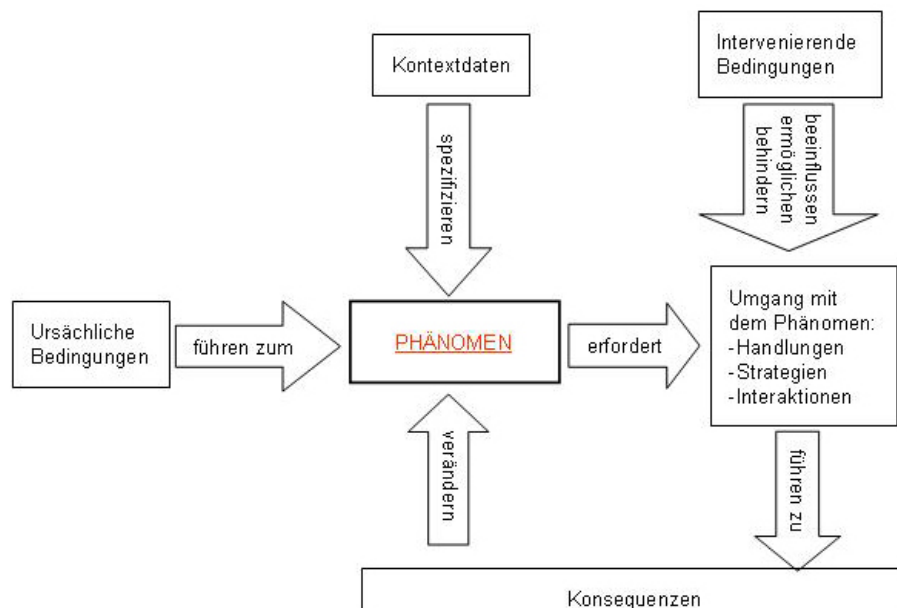 Kontextdaten
Intervenierende
Bedingungen
spezifizieren
beeinflussen
ermöglichen
behindern
Ursächliche
Bedingungen
führen zum
PHÄNOMEN
erfordert
Umgang mit
dem Phänomen:
-Handlungen
-Strategien
-Interaktionen
verändern
führen zu
Konsequenzen